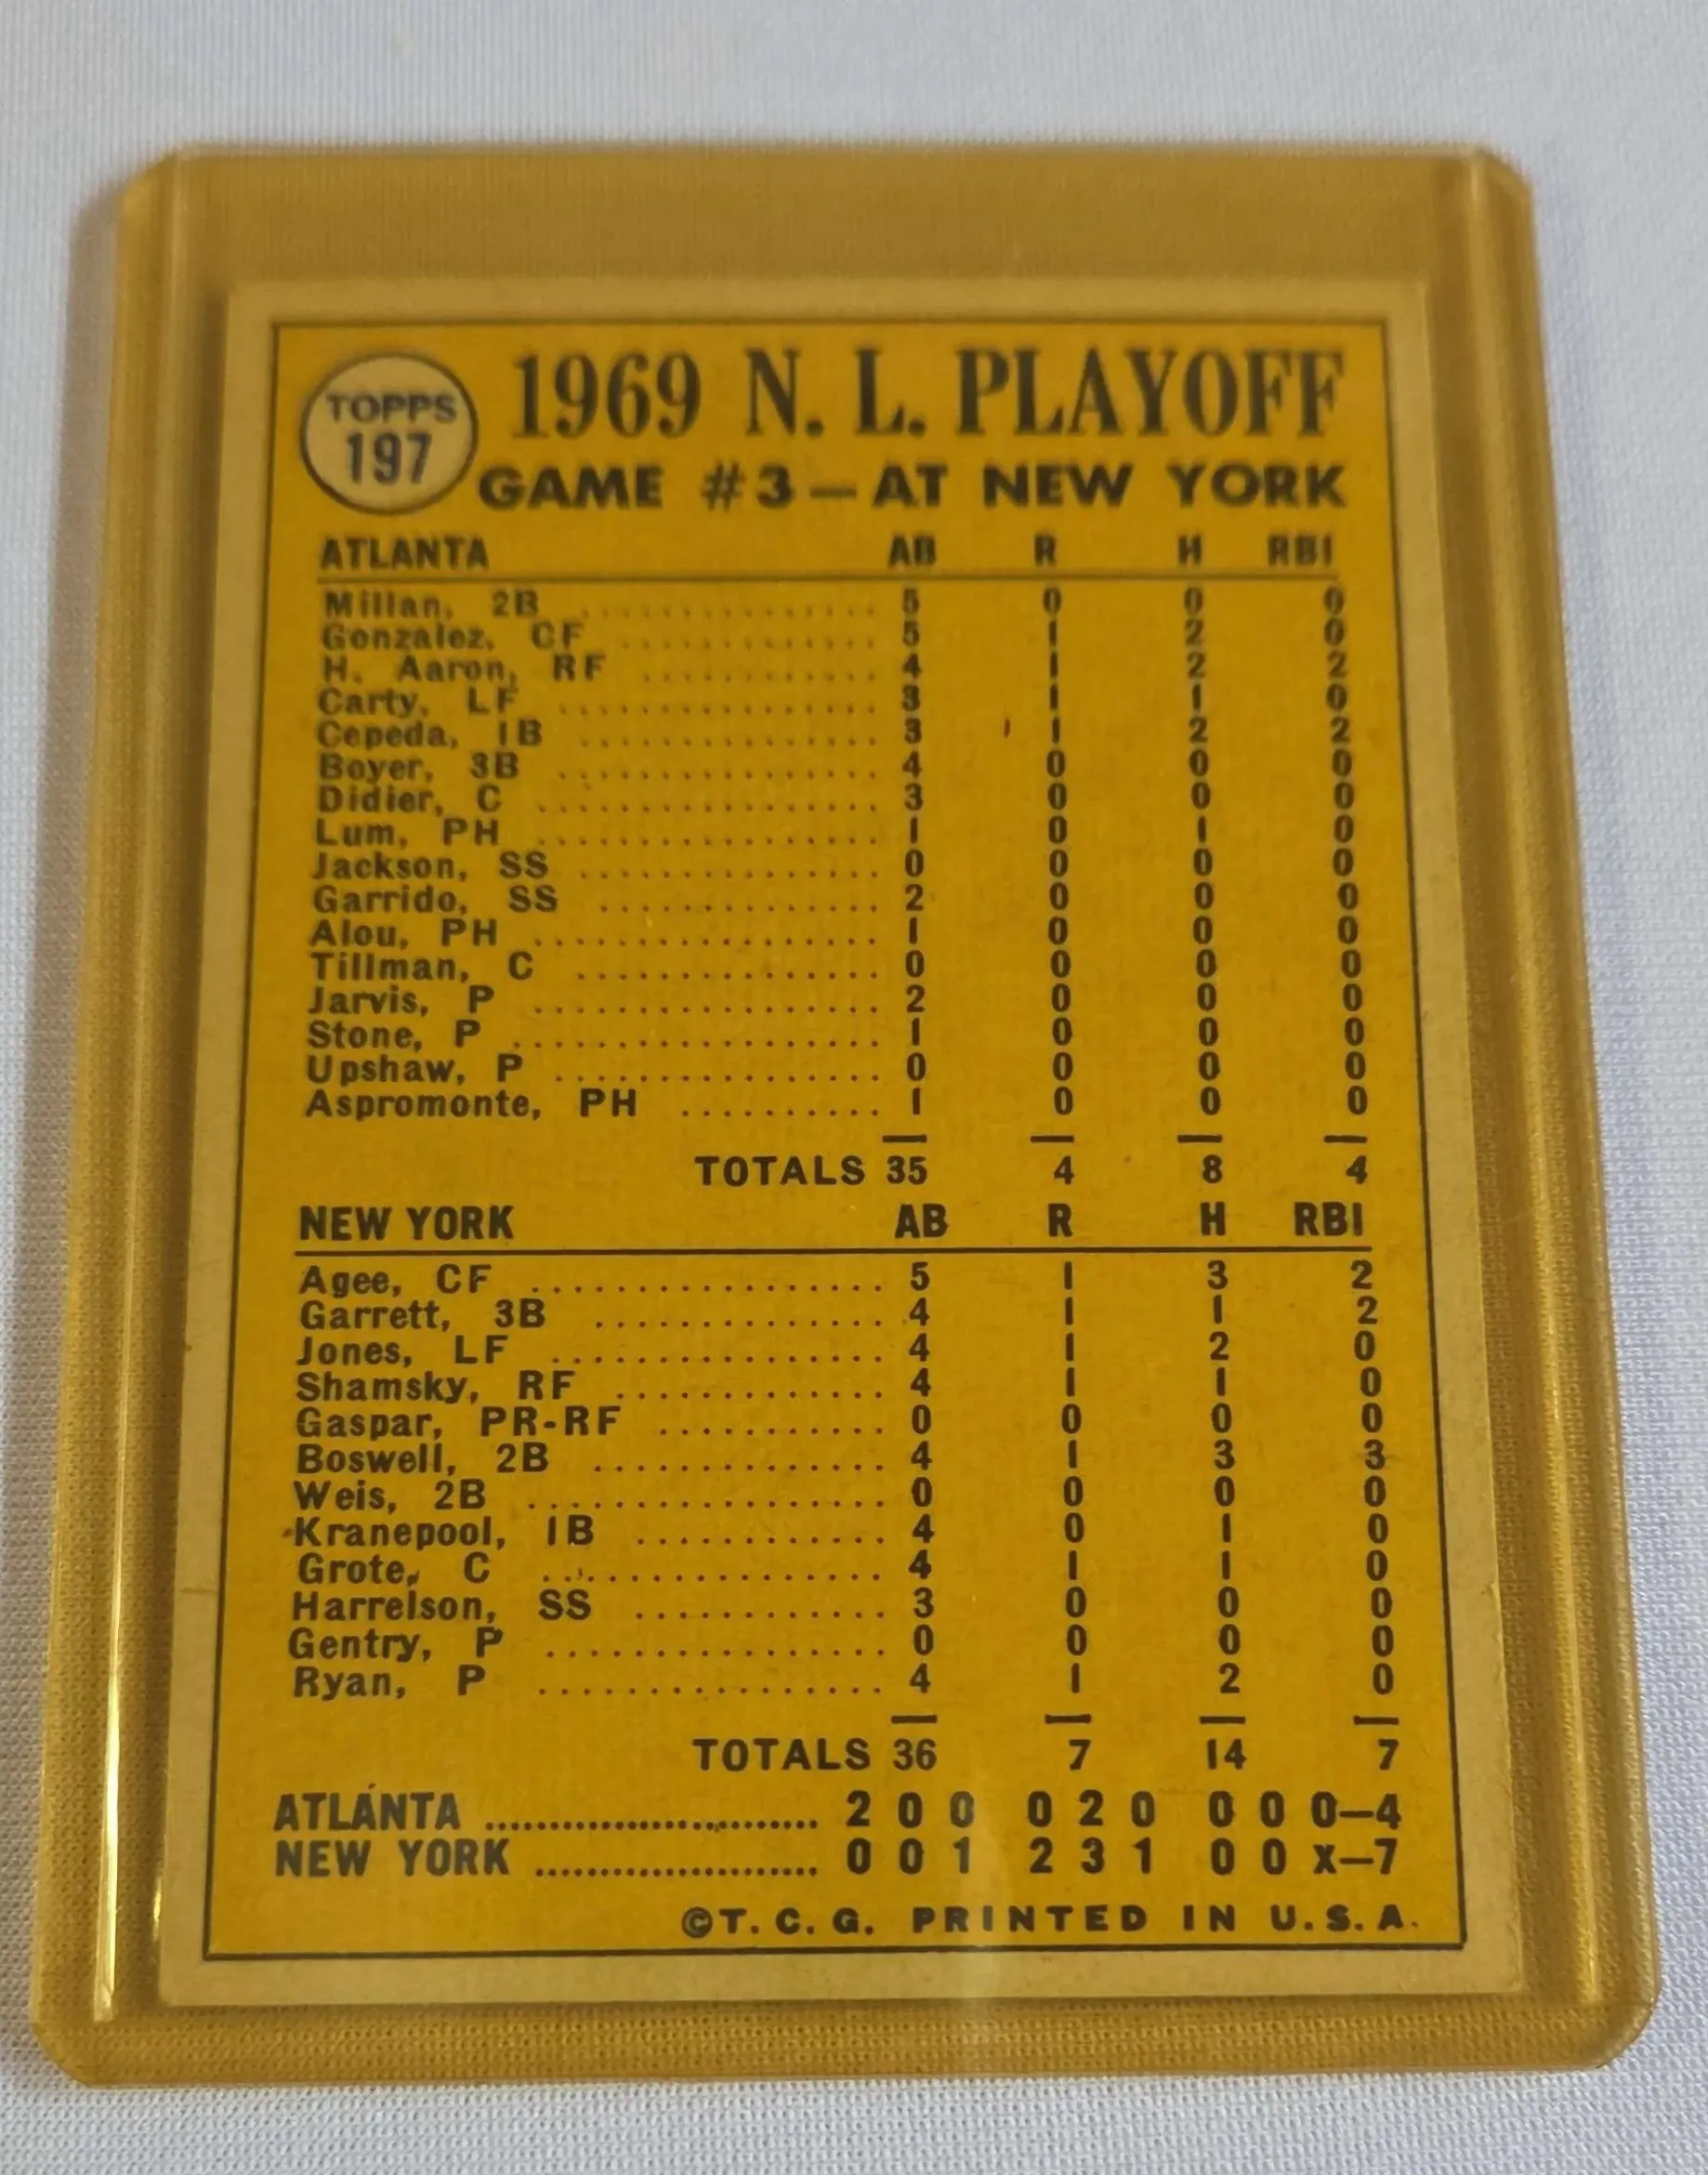 TOPPS
197
1969 N. L. PLAYOFF
GAME #3—AT NEW YORK
ATLANTA AB R H RBI
Millan, 2B .................... 5 0 0 0
Gonzalez, CF .................. 5 1 2 0
H. Aaron, RF ................ 4 1 2 2
Carty, LF .................... 3 1 1 0
Cepeda, 1B .................... 3 1 2 2
Boyer, 3B .................... 4 0 0 0
Didier, C .................... 3 0 0 0
Lum, PH .................... 1 0 1 0
Jackson, SS .................. 0 0 0 0
Garrido, SS .................. 2 0 0 0
Alou, PH .................... 1 0 0 0
Tillman, C .................... 0 0 0 0
Jarvis, P .................... 2 0 0 0
Stone, P .................... 1 0 0 0
Upshaw, P .................... 0 0 0 0
Aspromonte, PH .......... 1 0 0 0
TOTALS 35 4 8 4
NEW YORK AB R H RBI
Agee, CF .................... 5 1 3 2
Garrett, 3B .................. 4 1 1 2
Jones, LF .................... 4 1 2 0
Shamsky, RF ................ 4 1 1 0
Gaspar, PR-RF ............ 0 0 0 0
Boswell, 2B .................. 4 1 3 3
Weis, 2B .................... 0 0 0 0
Kranepool, 1B .............. 4 0 1 0
Grote, C .................... 4 1 1 0
Harrelson, SS .............. 3 0 0 0
Gentry, P .................... 0 0 0 0
Ryan, P .................... 4 1 2 0
TOTALS 36 7 14 7
ATLANTA .......................... 2 0 0 0 2 0 0 0 0—4
NEW YORK ...................... 0 0 1 2 3 1 0 0 x—7
©T. C. G. PRINTED IN U. S. A.